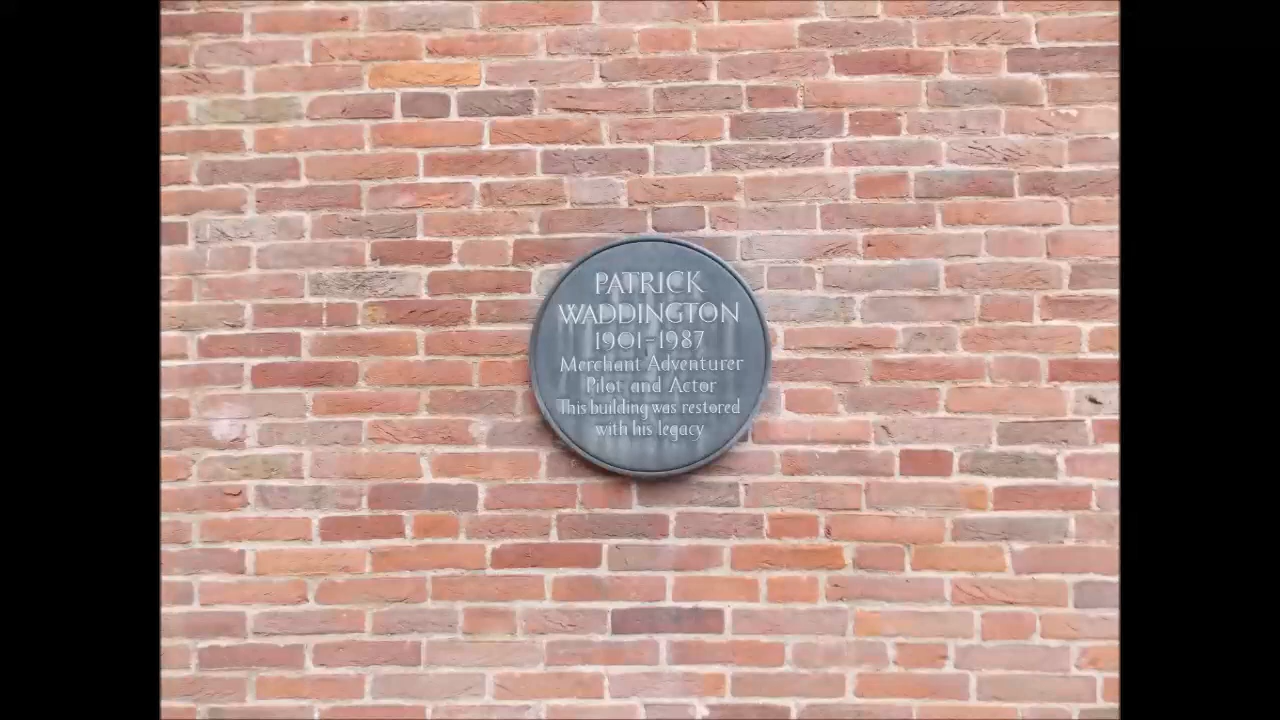 PATRICK
WADDINGTON
1901-1987
Merchant Adventurer
Pilot and Actor
This building was restored
with his legacy